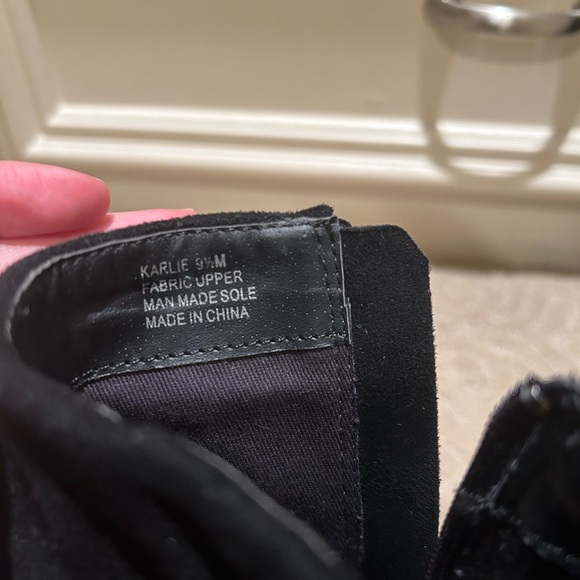 KARLIE 9½M
FABRIC UPPER
MAN MADE SOLE
MADE IN CHINA